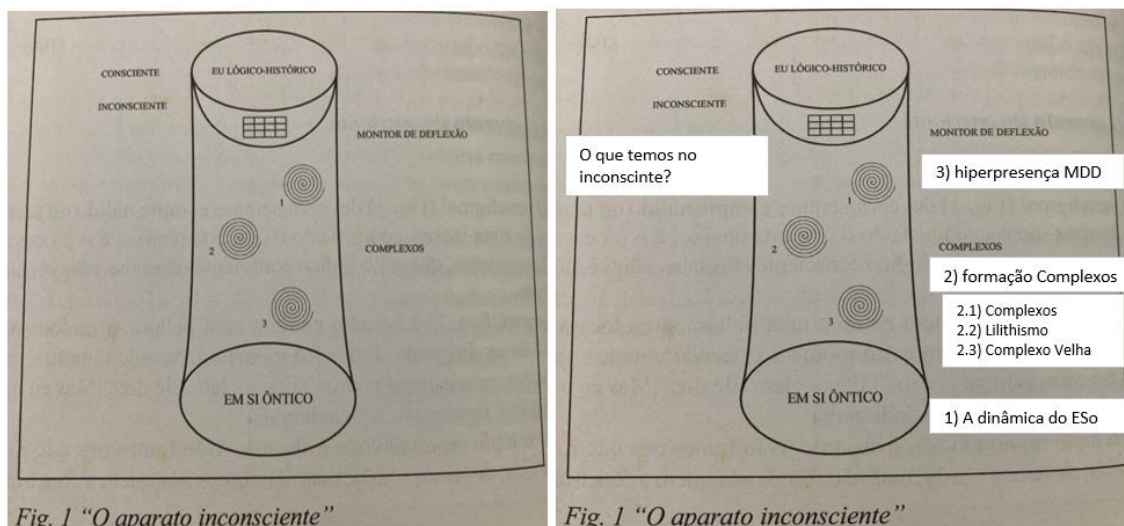 CONSCIENTE
EU LÓGICO-HISTÓRICO
INCONSCIENTE
MONITOR DE DEFLEXÃO
1
2
COMPLEXOS
3
EM SI ÔNTICO
Fig. 1 “O aparato inconsciente”
CONSCIENTE
EU LÓGICO-HISTÓRICO
INCONSCIENTE
MONITOR DE DEFLEXÃO
O que temos no
inconscinte?
3) hiperpresença MDD
1
2
COMPLEXOS
2) formação Complexos
2.1) Complexos
2.2) Lilithismo
2.3) Complexo Velha
3
EM SI ÔNTICO
1) A dinâmica do ESo
Fig. 1 “O aparato inconsciente”